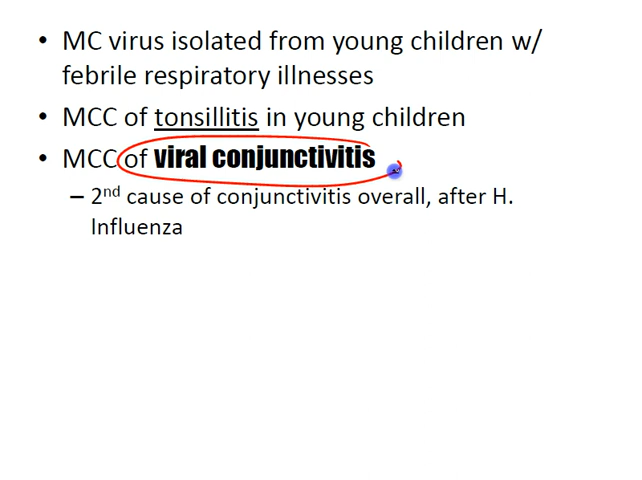 • MC virus isolated from young children w/
febrile respiratory illnesses
• MCC of tonsillitis in young children
• MCC of viral conjunctivitis
– 2nd cause of conjunctivitis overall, after H.
Influenza